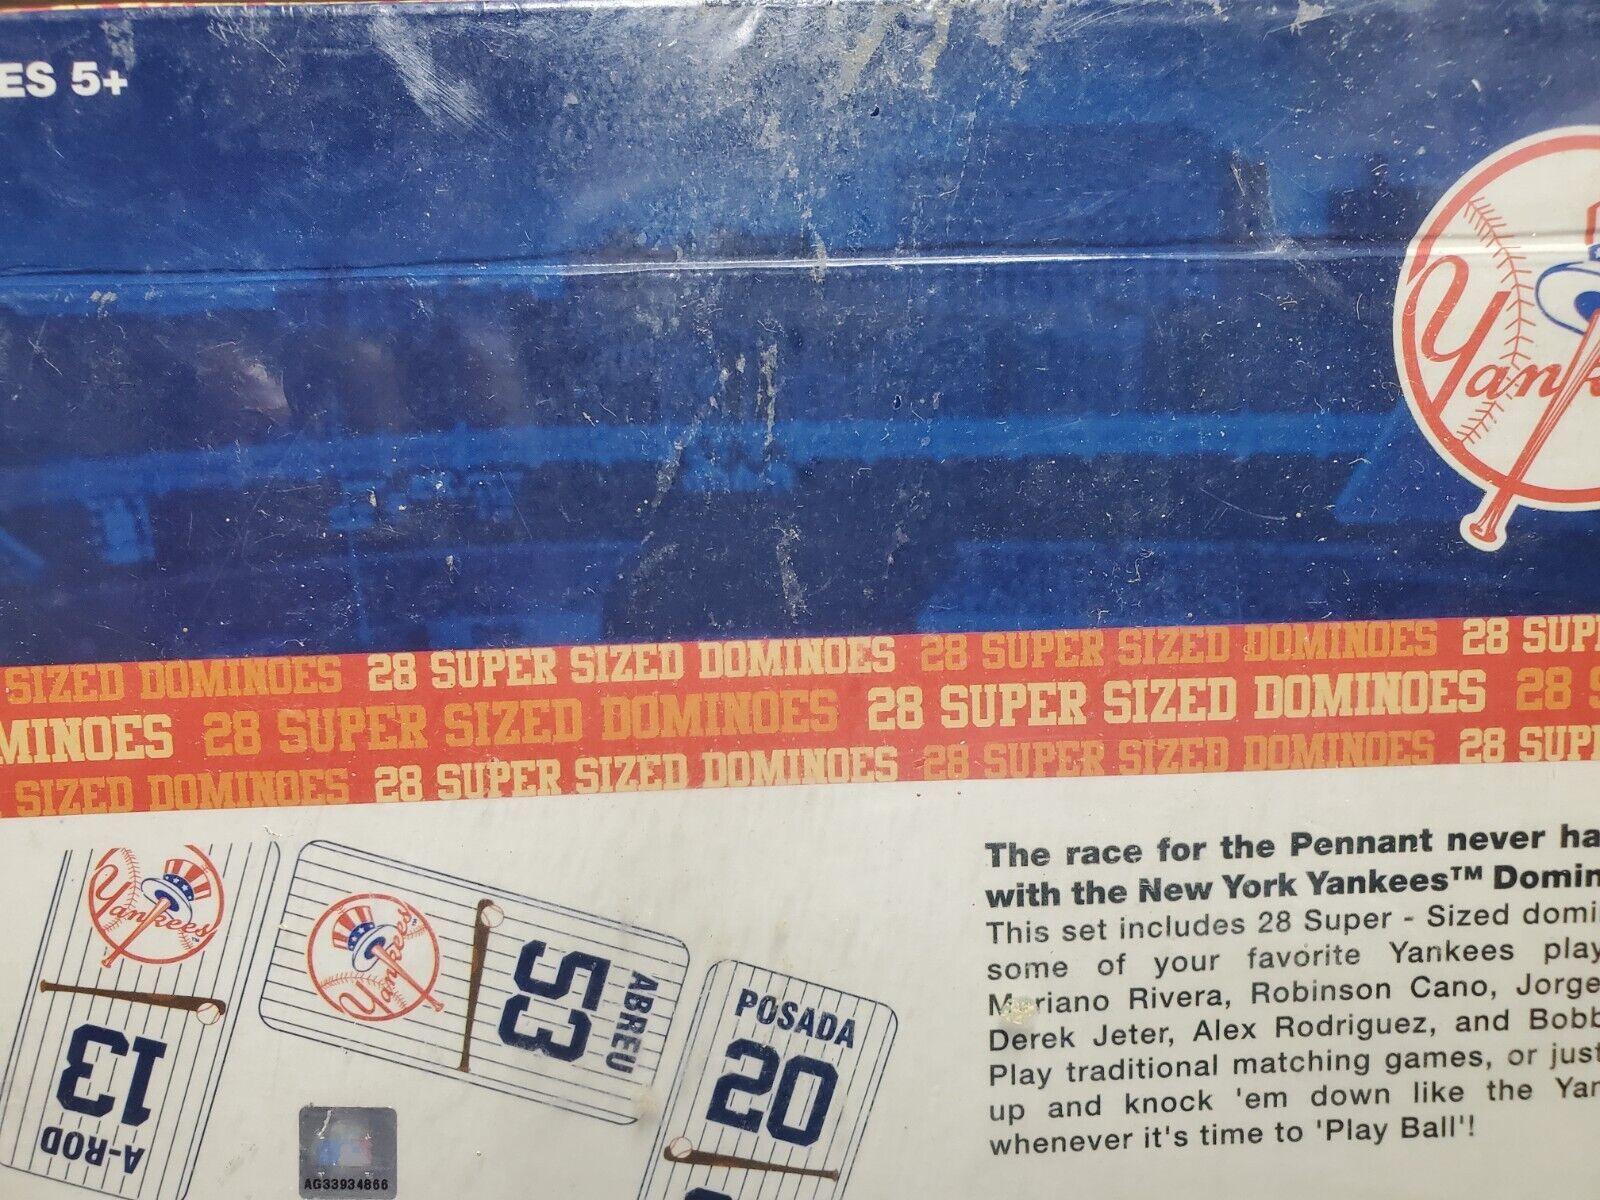 ES 5+
Yank
SIZED DOMINOES 28 SUPER SIZED DOMINOES 28 SUPER SIZED DOMINOES 28 SUP
MINOES 28 SUPER SIZED DOMINOES 28 SUPER SIZED DOMINOES 28 S
SIZED DOMINOES 28 SUPER SIZED DOMINOES 28 SUPER SIZED DOMINOES 28 SUP
Yankees
13
A-ROD
Yankees
53
ABREU
POSADA
20
AG33934866
The race for the Pennant never ha
with the New York Yankees™ Domin
This set includes 28 Super - Sized domi
some of your favorite Yankees play
Mariano Rivera, Robinson Cano, Jorge
Derek Jeter, Alex Rodriguez, and Bobb
Play traditional matching games, or just
up and knock 'em down like the Yan
whenever it's time to 'Play Ball'!